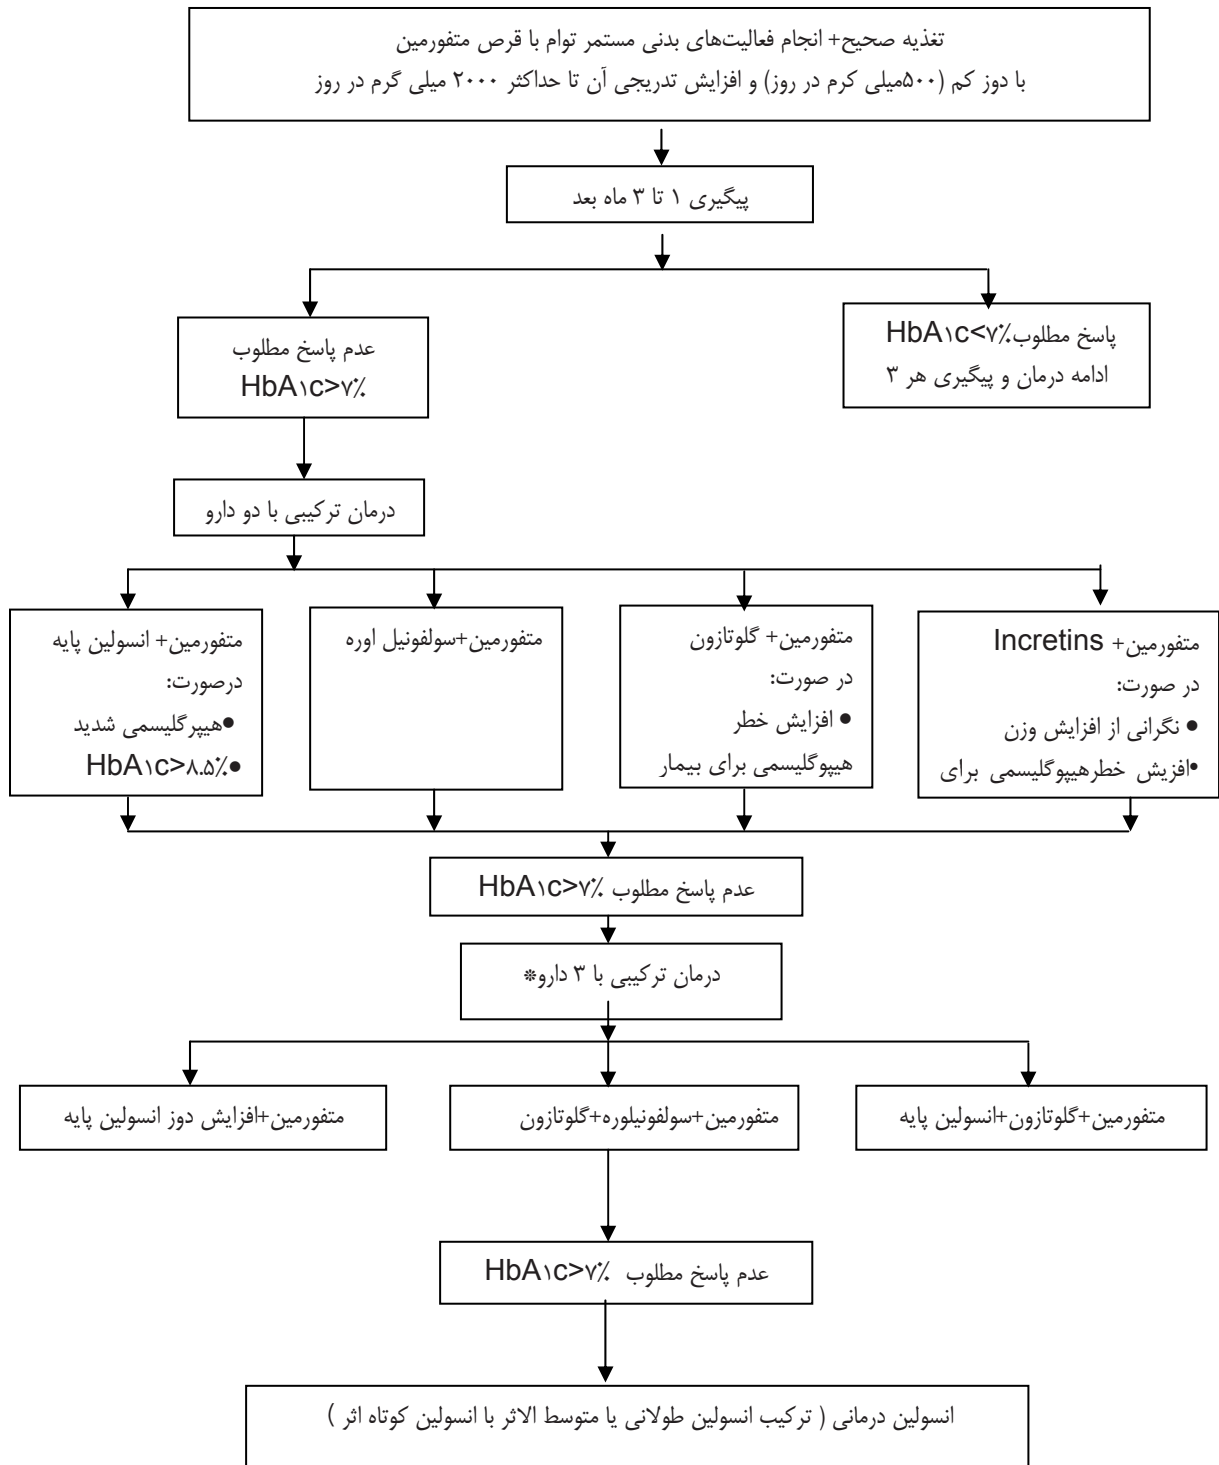 تغذیه صحیح+ انجام فعالیت‌های بدنی مستمر توام با قرص متفورمین
با دوز کم (۵۰۰میلی کرم در روز) و افزایش تدریجی آن تا حداکثر ۲۰۰۰ میلی گرم در روز
پیگیری ۱ تا ۳ ماه بعد
پاسخ مطلوب HbA۱c<۷٪
ادامه درمان و پیگیری هر ۳
عدم پاسخ مطلوب
HbA۱c>۷٪
درمان ترکیبی با دو دارو
متفورمین+ Incretins
در صورت:
● نگرانی از افزایش وزن
●افزیش خطرهیپوگلیسمی برای
متفورمین+ گلوتازون
در صورت:
● افزایش خطر
هیپوگلیسمی برای بیمار
متفورمین+سولفونیل اوره
متفورمین+ انسولین پایه
درصورت:
●هیپرگلیسمی شدید
●HbA۱c>۸.۵٪
عدم پاسخ مطلوب HbA۱c>۷٪
درمان ترکیبی با ۳ دارو*
متفورمین+گلوتازون+انسولین پایه
متفورمین+سولفونیلوره+گلوتازون
متفورمین+افزایش دوز انسولین پایه
عدم پاسخ مطلوب HbA۱c>۷٪
انسولین درمانی ( ترکیب انسولین طولانی یا متوسط الاثر با انسولین کوتاه اثر )